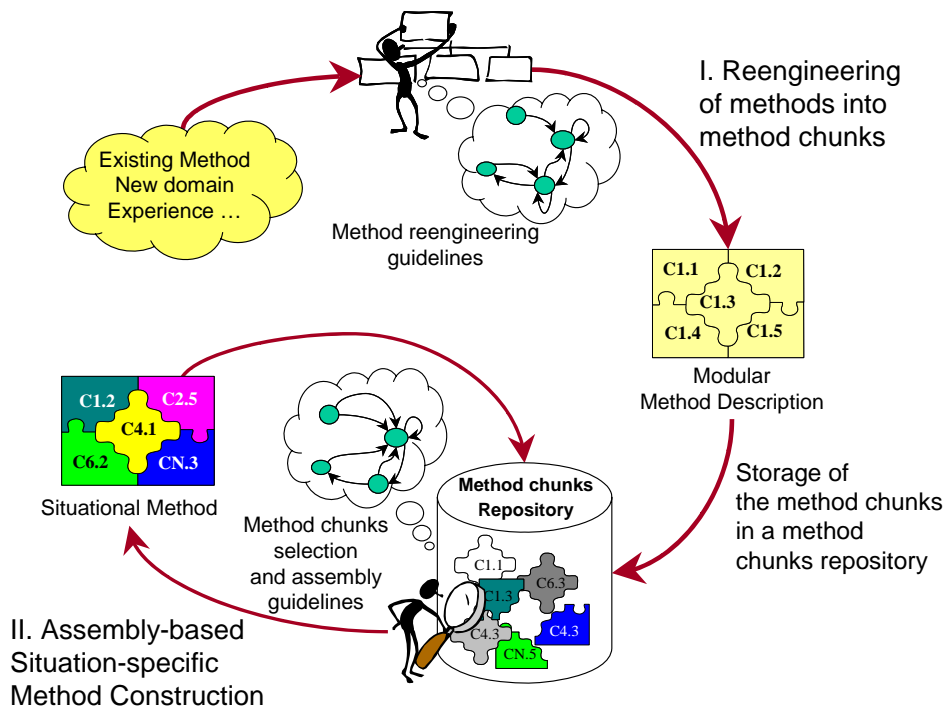 I. Reengineering
of methods into
method chunks
Existing Method
New domain
Experience …
Method reengineering
guidelines
C1.1
C1.2
C1.3
C1.4
C1.5
Modular
Method Description
C1.2
C2.5
C4.1
C6.2
CN.3
Situational Method
Method chunks
selection
and assembly
guidelines
Method chunks
Repository
C1.1
C6.3
C1.3
C4.3
C4.3
CN.5
Storage of
the method chunks
in a method
chunks repository
II. Assembly-based
Situation-specific
Method Construction